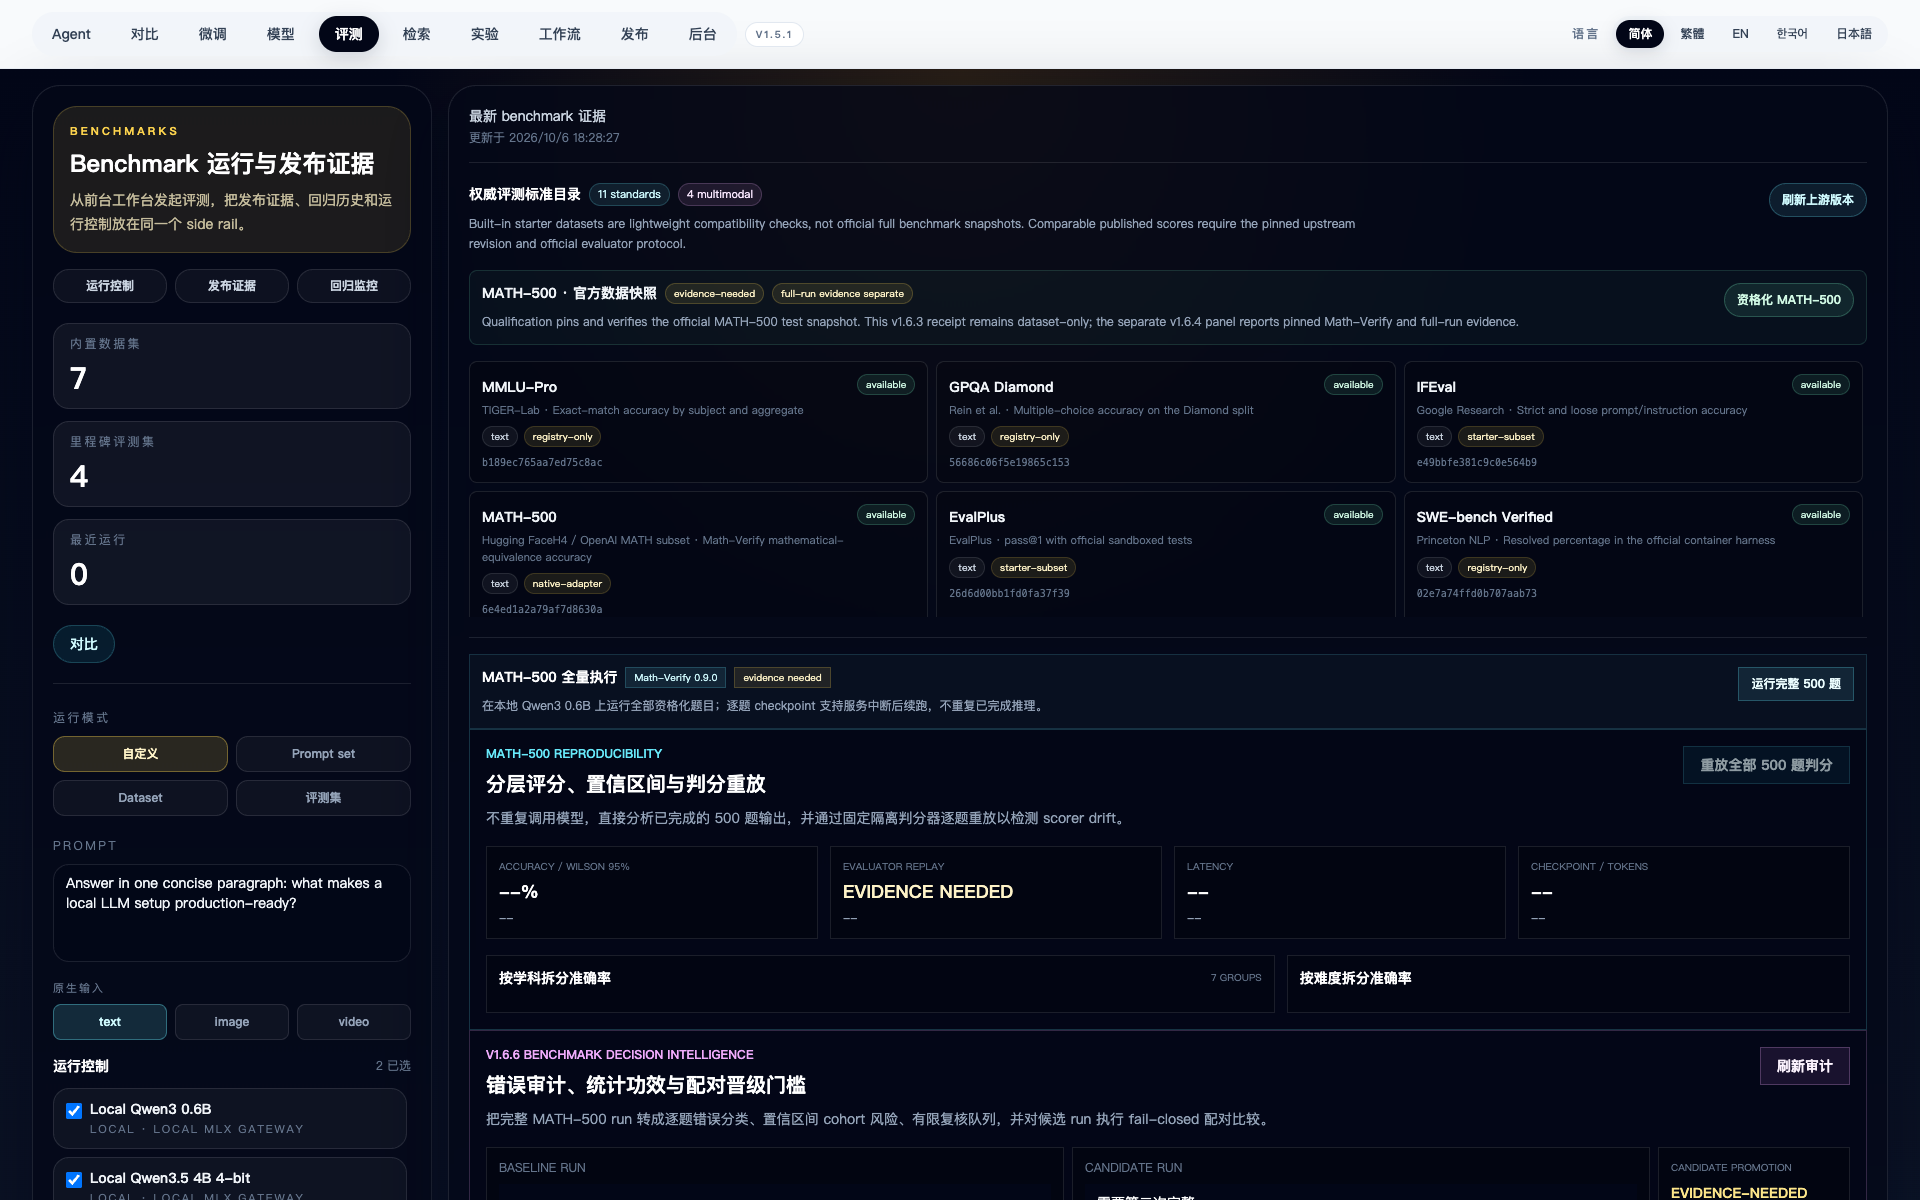 Agent 对比 微调 模型 评测 检索 实验 工作流 发布 后台 V1.5.1 语言 简体 繁體 EN 한국어 日本語
BENCHMARKS
Benchmark 运行与发布证据
从前台工作台发起评测，把发布证据、回归历史和运
行控制放在同一个 side rail。
运行控制 发布证据 回归监控
内置数据集
7
里程碑评测集
4
最近运行
0
对比
运行模式
自定义 Prompt set
Dataset 评测集
PROMPT
Answer in one concise paragraph: what makes a
local LLM setup production-ready?
原生输入
text image video
运行控制 2 已选
Local Qwen3 0.6B
LOCAL · LOCAL MLX GATEWAY
Local Qwen3.5 4B 4-bit
LOCAL · LOCAL MLX GATEWAY
最新 benchmark 证据
更新于 2026/10/6 18:28:27
权威评测标准目录 11 standards 4 multimodal
刷新上游版本
Built-in starter datasets are lightweight compatibility checks, not official full benchmark snapshots. Comparable published scores require the pinned upstream
revision and official evaluator protocol.
MATH-500 · 官方数据快照 evidence-needed full-run evidence separate
资格化 MATH-500
Qualification pins and verifies the official MATH-500 test snapshot. This v1.6.3 receipt remains dataset-only; the separate v1.6.4 panel reports pinned Math-Verify and full-run evidence.
MMLU-Pro available
TIGER-Lab · Exact-match accuracy by subject and aggregate
text registry-only
b189ec765aa7ed75c8ac
GPQA Diamond available
Rein et al. · Multiple-choice accuracy on the Diamond split
text registry-only
56686c06f5e19865c153
IFEval available
Google Research · Strict and loose prompt/instruction accuracy
text starter-subset
e49bbfe381c9c0e564b9
MATH-500 available
Hugging FaceH4 / OpenAI MATH subset · Math-Verify mathematical-
equivalence accuracy
text native-adapter
6e4ed1a2a79af7d8630a
EvalPlus available
EvalPlus · pass@1 with official sandboxed tests
text starter-subset
26d6d00bb1fd0fa37f39
SWE-bench Verified available
Princeton NLP · Resolved percentage in the official container harness
text registry-only
02e7a74ffd0b707aab73
MATH-500 全量执行 Math-Verify 0.9.0 evidence needed
运行完整 500 题
在本地 Qwen3 0.6B 上运行全部资格化题目；逐题 checkpoint 支持服务中断后续跑，不重复已完成推理。
MATH-500 REPRODUCIBILITY
分层评分、置信区间与判分重放
重放全部 500 题判分
不重复调用模型，直接分析已完成的 500 题输出，并通过固定隔离判分器逐题重放以检测 scorer drift。
ACCURACY / WILSON 95%
--%
--
EVALUATOR REPLAY
EVIDENCE NEEDED
--
LATENCY
--
--
CHECKPOINT / TOKENS
--
--
按学科拆分准确率 7 GROUPS
按难度拆分准确率
V1.6.6 BENCHMARK DECISION INTELLIGENCE
错误审计、统计功效与配对晋级门槛
刷新审计
把完整 MATH-500 run 转成逐题错误分类、置信区间 cohort 风险、有限复核队列，并对候选 run 执行 fail-closed 配对比较。
BASELINE RUN
CANDIDATE RUN
需要第二次完整
CANDIDATE PROMOTION
EVIDENCE-NEEDED